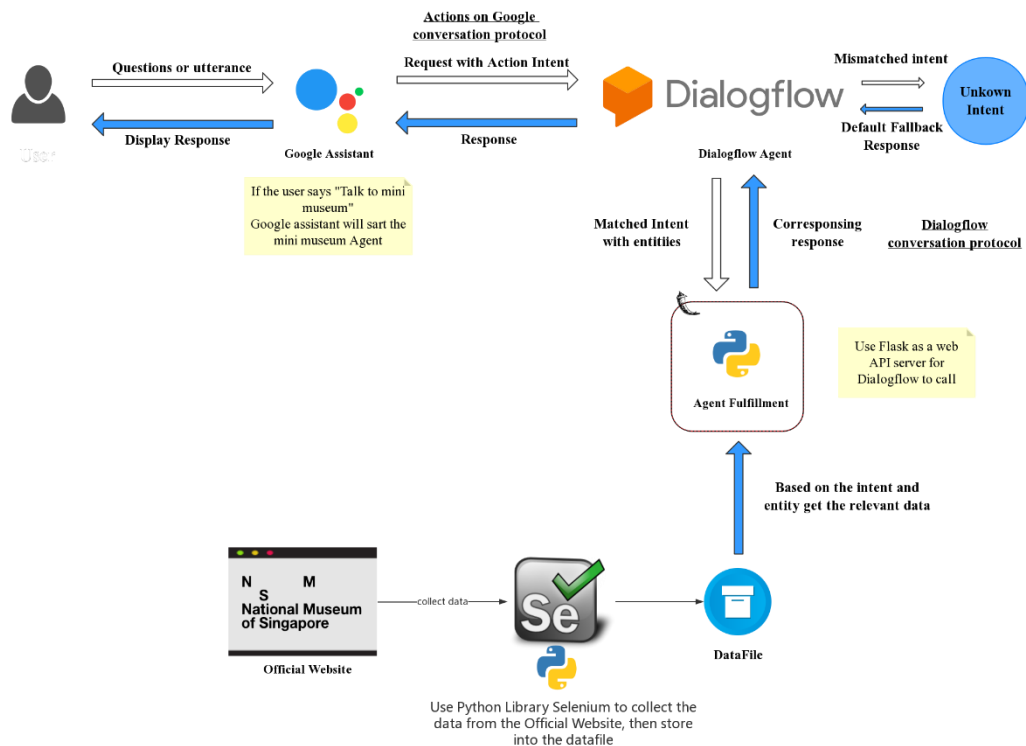 Actions on Google
conversation protocol
Questions or utterance
Request with Action Intent
Mismatched intent
Dialogflow
Unkown
Intent
Display Response
Response
Default Fallback
Response
User
Google Assistant
Dialogflow Agent
If the user says "Talk to mini
museum"
Google assistant will sart the
mini museum Agent
Matched Intent
with entitiies
Corresponsing
response
Dialogflow
conversation protocol
Use Flask as a web
API server for
Dialogflow to call
Agent Fulfillment
Based on the intent and
entity get the relevant data
N M
S
National Museum
of Singapore
collect data
Se
Official Website
DataFile
Use Python Library Selenium to collect the
data from the Official Website, then store
into the datafile